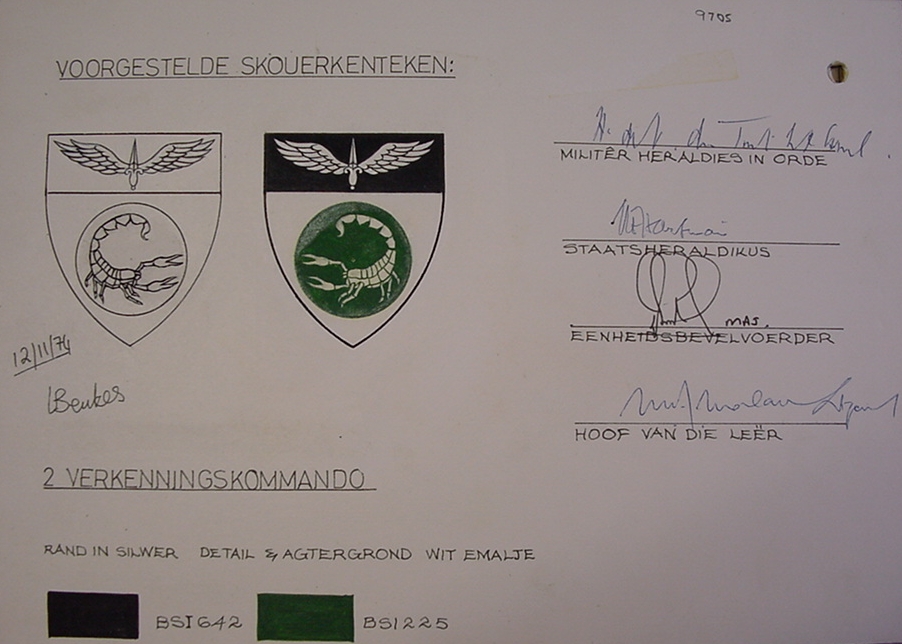 9705
VOORGESTELDE SKOUERKENTEKEN:
MILITÊR HERALDIES IN ORDE
STAATSHERALDIKUS
MAJ.
EENHEIDSBEVELVOERDER
HOOF VAN DIE LEËR
12/11/74
LBeukes
2 VERKENNINGSKOMMANDO
RAND IN SILWER DETAIL & AGTERGROND WIT EMALJE
BSI 642 BSI 225